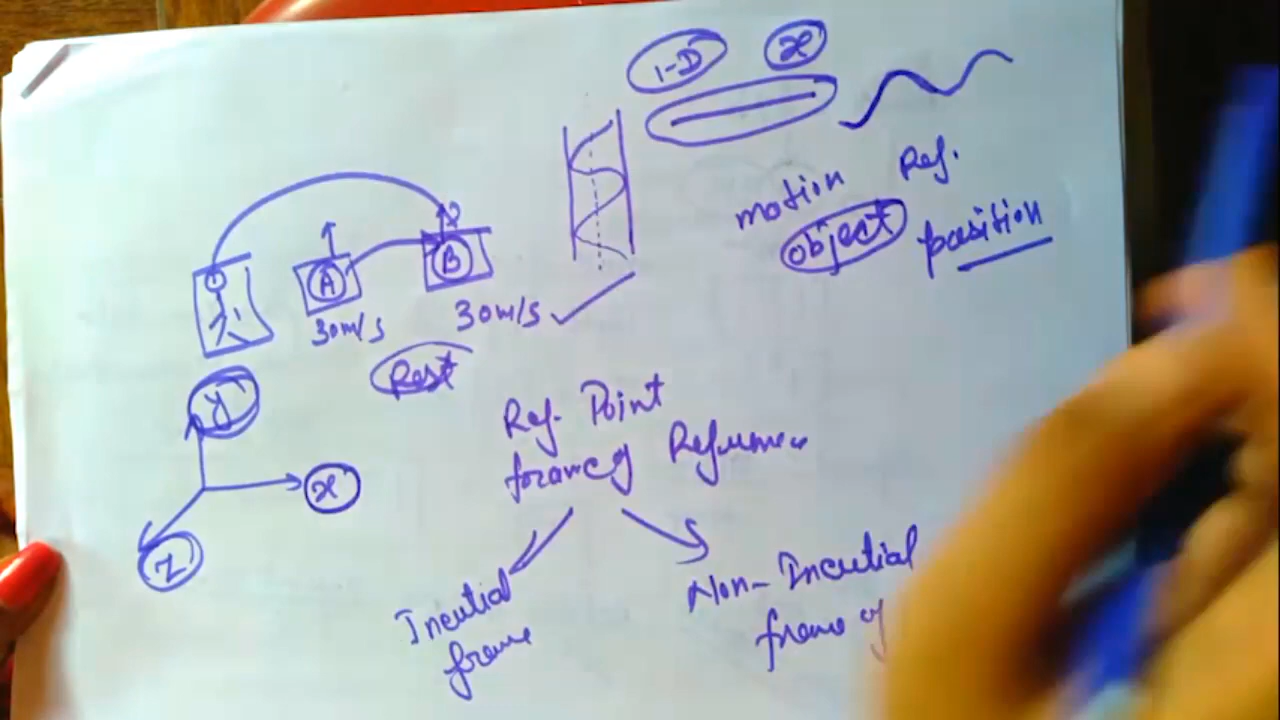 1-D x
motion Ref.
object position
A B
30m/s 30m/s
Rest
y
x
z
Ref. Point
frame of Reference
Inertial
frame
Non-Inertial
frame of